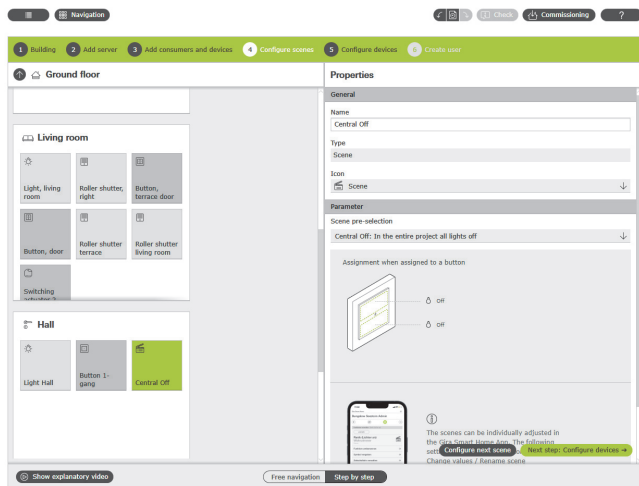 Navigation
Check
Commissioning
?
1 Building
2 Add server
3 Add consumers and devices
4 Configure scenes
5 Configure devices
6 Create user
Ground floor
Living room
Light, living room
Roller shutter, right
Button, terrace door
Button, door
Roller shutter terrace
Roller shutter living room
Switching
Hall
Light Hall
Button 1-gang
Central Off
Properties
General
Name
Central Off
Type
Scene
Icon
Scene
Parameter
Scene pre-selection
Central Off: In the entire project all lights off
Assignment when assigned to a button
Off
Off
The scenes can be individually adjusted in
the Gira Smart Home App. The following
Configure next scene
Next step: Configure devices →
Change values / Rename scene
Show explanatory video
Free navigation
Step by step